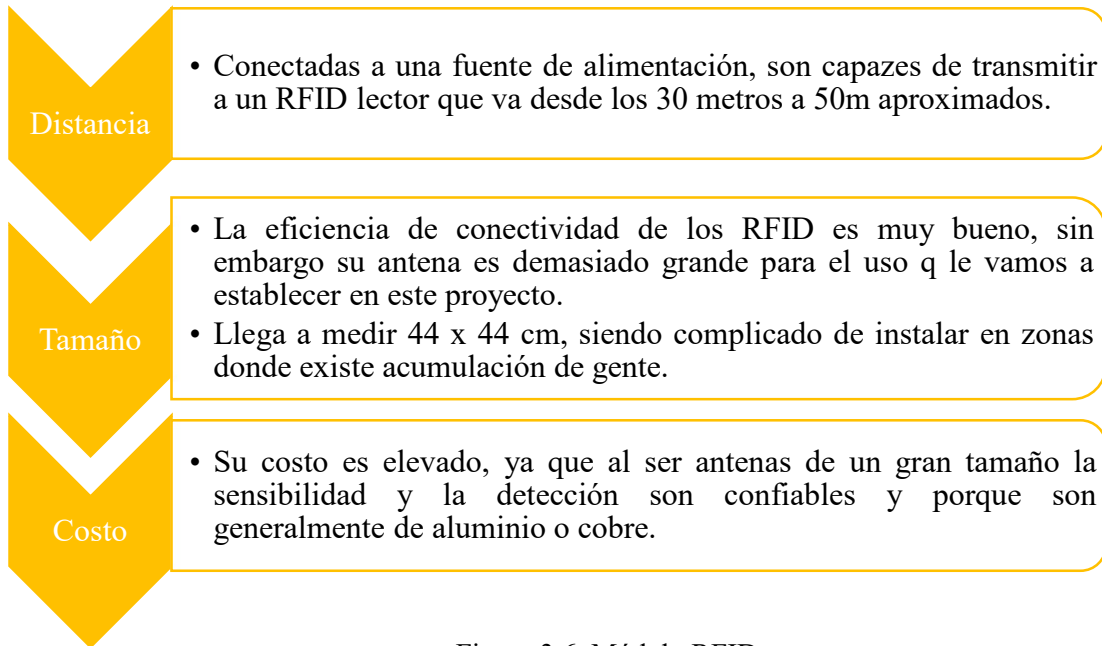 Distancia
• Conectadas a una fuente de alimentación, son capazes de transmitir
a un RFID lector que va desde los 30 metros a 50m aproximados.
Tamaño
• La eficiencia de conectividad de los RFID es muy bueno, sin
embargo su antena es demasiado grande para el uso q le vamos a
establecer en este proyecto.
• Llega a medir 44 x 44 cm, siendo complicado de instalar en zonas
donde existe acumulación de gente.
Costo
• Su costo es elevado, ya que al ser antenas de un gran tamaño la
sensibilidad y la detección son confiables y porque son
generalmente de aluminio o cobre.